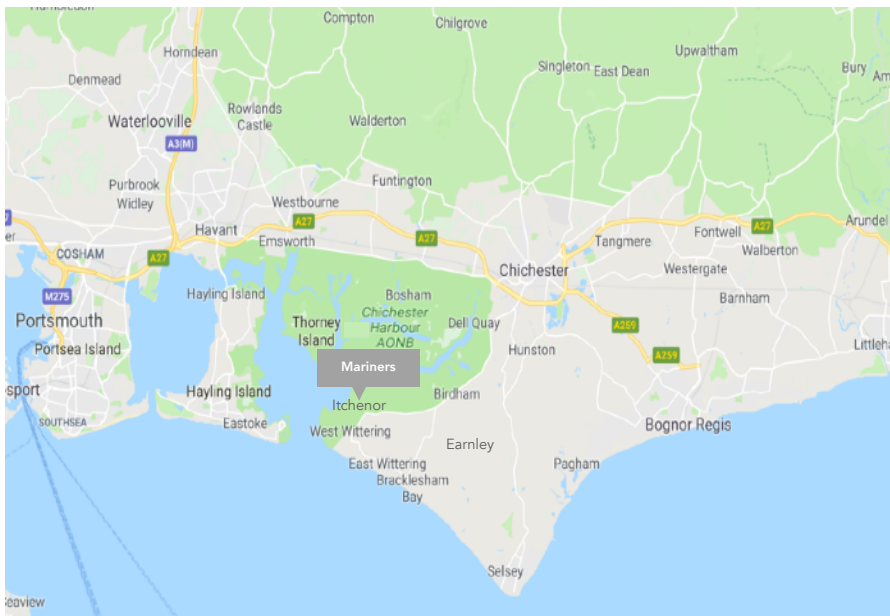 Compton
Chilgrove
Horndean
Upwaltham
Singleton
East Dean
Bury
Denmead
Rowlands
Castle
Waterlooville
Walderton
A3(M)
Purbrook
Widley
Funtington
Westbourne
A27
Havant
Emsworth
A27
A27
Arundel
Fontwell
Tangmere
Walberton
COSHAM
A27
Chichester
Westergate
M275
Hayling Island
Bosham
Barnham
Chichester
Harbour
AONB
Thorney
Island
Dell Quay
Portsmouth
A259
Portsea Island
Hunston
A259
Mariners
Hayling Island
Birdham
Itchenor
SOUTHSEA
Eastoke
West Wittering
Bognor Regis
Earnley
East Wittering
Pagham
Bracklesham
Bay
Selsey
Seaview